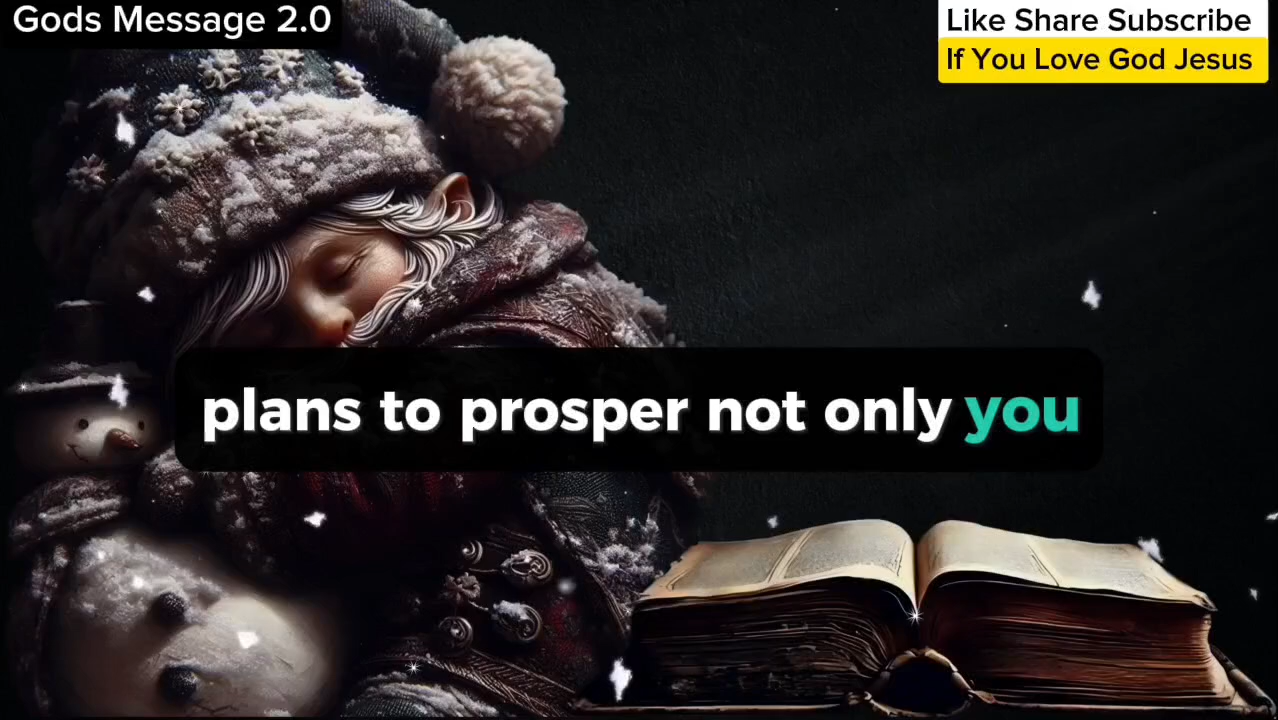 Gods Message 2.0
Like Share Subscribe
If You Love God Jesus
plans to prosper not only you